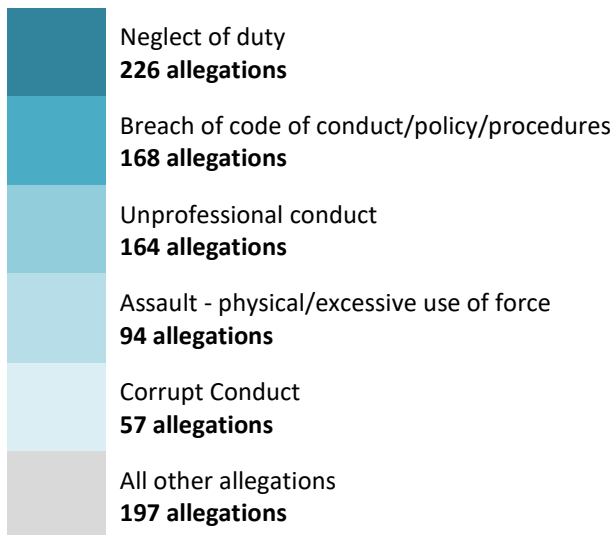 Neglect of duty
226 allegations
Breach of code of conduct/policy/procedures
168 allegations
Unprofessional conduct
164 allegations
Assault - physical/excessive use of force
94 allegations
Corrupt Conduct
57 allegations
All other allegations
197 allegations